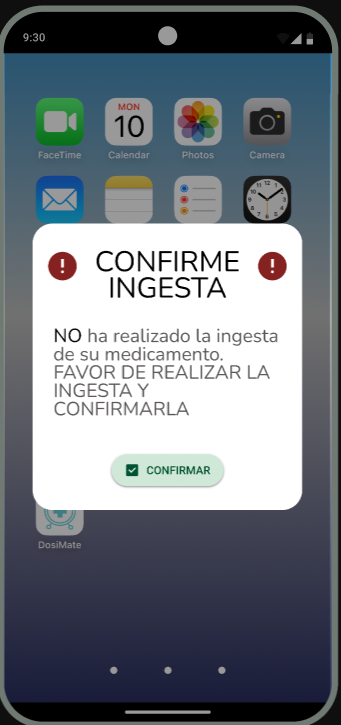 9:30
MON
10
FaceTime
Calendar
Photos
Camera
CONFIRME
INGESTA
NO ha realizado la ingesta
de su medicamento.
FAVOR DE REALIZAR LA
INGESTA Y
CONFIRMARLA
CONFIRMAR
DosiMate